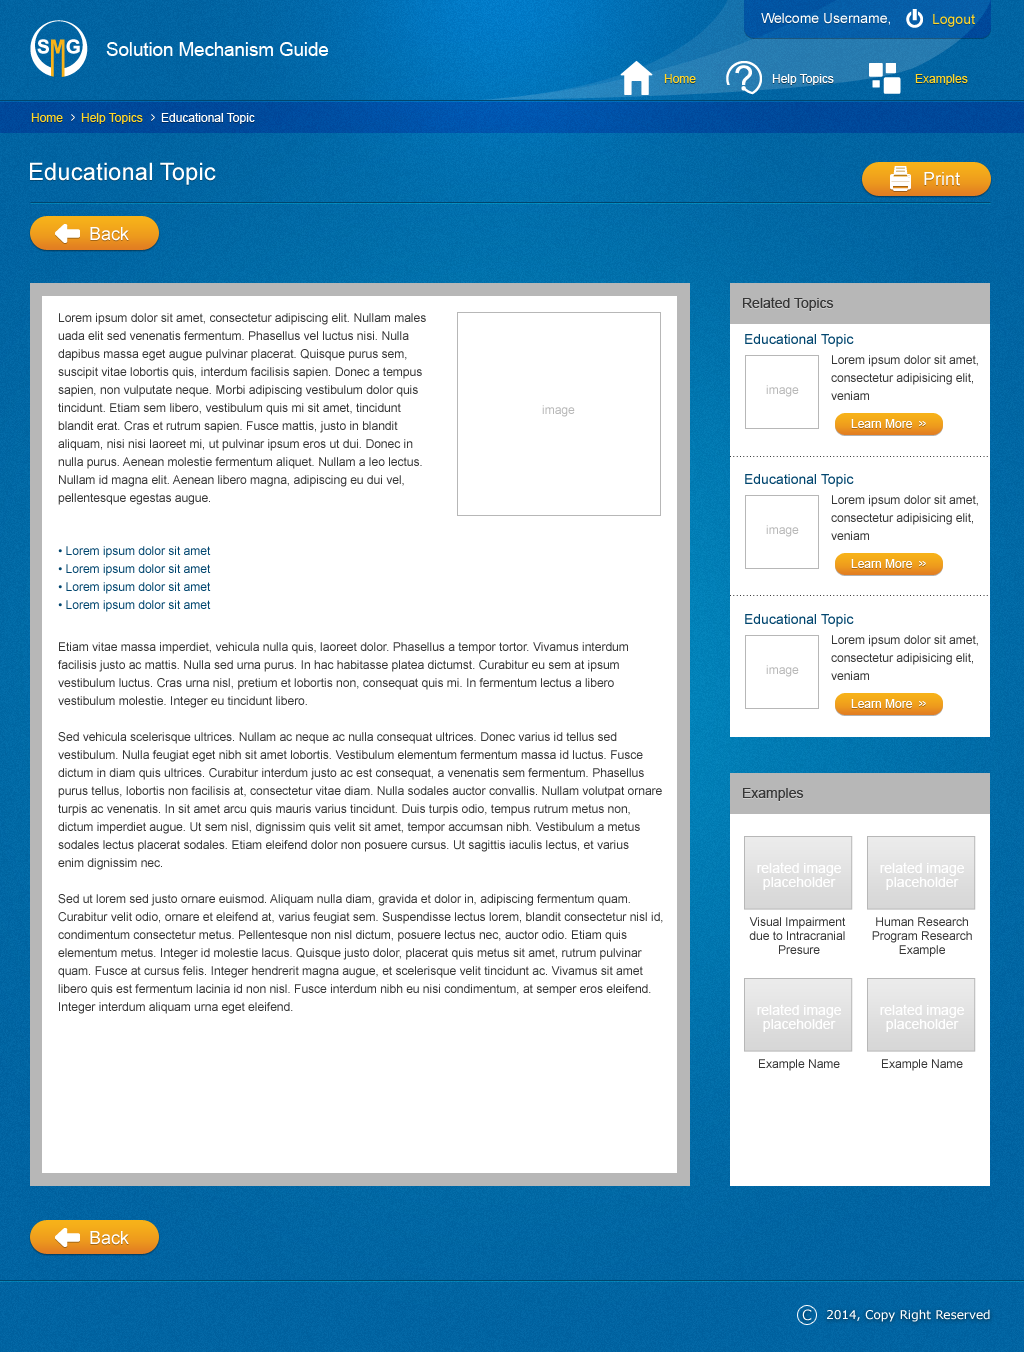 Welcome Username,
Logout
SMG
Solution Mechanism Guide
Home
Help Topics
Examples
Home > Help Topics > Educational Topic
Educational Topic
Print
Back
Lorem ipsum dolor sit amet, consectetur adipiscing elit. Nullam males
uada elit sed venenatis fermentum. Phasellus vel luctus nisi. Nulla
dapibus massa eget augue pulvinar placerat. Quisque purus sem,
suscipit vitae lobortis quis, interdum facilisis sapien. Donec a tempus
sapien, non vulputate neque. Morbi adipiscing vestibulum dolor quis
tincidunt. Etiam sem libero, vestibulum quis mi sit amet, tincidunt
blandit erat. Cras et rutrum sapien. Fusce mattis, justo in blandit
aliquam, nisi nisi laoreet mi, ut pulvinar ipsum eros ut dui. Donec in
nulla purus. Aenean molestie fermentum aliquet. Nullam a leo lectus.
Nullam id magna elit. Aenean libero magna, adipiscing eu dui vel,
pellentesque egestas augue.
image
• Lorem ipsum dolor sit amet
• Lorem ipsum dolor sit amet
• Lorem ipsum dolor sit amet
• Lorem ipsum dolor sit amet
Etiam vitae massa imperdiet, vehicula nulla quis, laoreet dolor. Phasellus a tempor tortor. Vivamus interdum
facilisis justo ac mattis. Nulla sed urna purus. In hac habitasse platea dictumst. Curabitur eu sem at ipsum
vestibulum luctus. Cras urna nisl, pretium et lobortis non, consequat quis mi. In fermentum lectus a libero
vestibulum molestie. Integer eu tincidunt libero.
Sed vehicula scelerisque ultrices. Nullam ac neque ac nulla consequat ultrices. Donec varius id tellus sed
vestibulum. Nulla feugiat eget nibh sit amet lobortis. Vestibulum elementum fermentum massa id luctus. Fusce
dictum in diam quis ultrices. Curabitur interdum justo ac est consequat, a venenatis sem fermentum. Phasellus
purus tellus, lobortis non facilisis at, consectetur vitae diam. Nulla sodales auctor convallis. Nullam volutpat ornare
turpis ac venenatis. In sit amet arcu quis mauris varius tincidunt. Duis turpis odio, tempus rutrum metus non,
dictum imperdiet augue. Ut sem nisl, dignissim quis velit sit amet, tempor accumsan nibh. Vestibulum a metus
sodales lectus placerat sodales. Etiam eleifend dolor non posuere cursus. Ut sagittis iaculis lectus, et varius
enim dignissim nec.
Sed ut lorem sed justo ornare euismod. Aliquam nulla diam, gravida et dolor in, adipiscing fermentum quam.
Curabitur velit odio, ornare et eleifend at, varius feugiat sem. Suspendisse lectus lorem, blandit consectetur nisl id,
condimentum consectetur metus. Pellentesque non nisl dictum, posuere lectus nec, auctor odio. Etiam quis
elementum metus. Integer id molestie lacus. Quisque justo dolor, placerat quis metus sit amet, rutrum pulvinar
quam. Fusce at cursus felis. Integer hendrerit magna augue, et scelerisque velit tincidunt ac. Vivamus sit amet
libero quis est fermentum lacinia id non nisl. Fusce interdum nibh eu nisi condimentum, at semper eros eleifend.
Integer interdum aliquam urna eget eleifend.
Related Topics
Educational Topic
image
Lorem ipsum dolor sit amet,
consectetur adipisicing elit,
veniam
Learn More »
Educational Topic
image
Lorem ipsum dolor sit amet,
consectetur adipisicing elit,
veniam
Learn More »
Educational Topic
image
Lorem ipsum dolor sit amet,
consectetur adipisicing elit,
veniam
Learn More »
Examples
related image
placeholder
Visual Impairment
due to Intracranial
Presure
related image
placeholder
Human Research
Program Research
Example
related image
placeholder
Example Name
related image
placeholder
Example Name
Back
© 2014, Copy Right Reserved